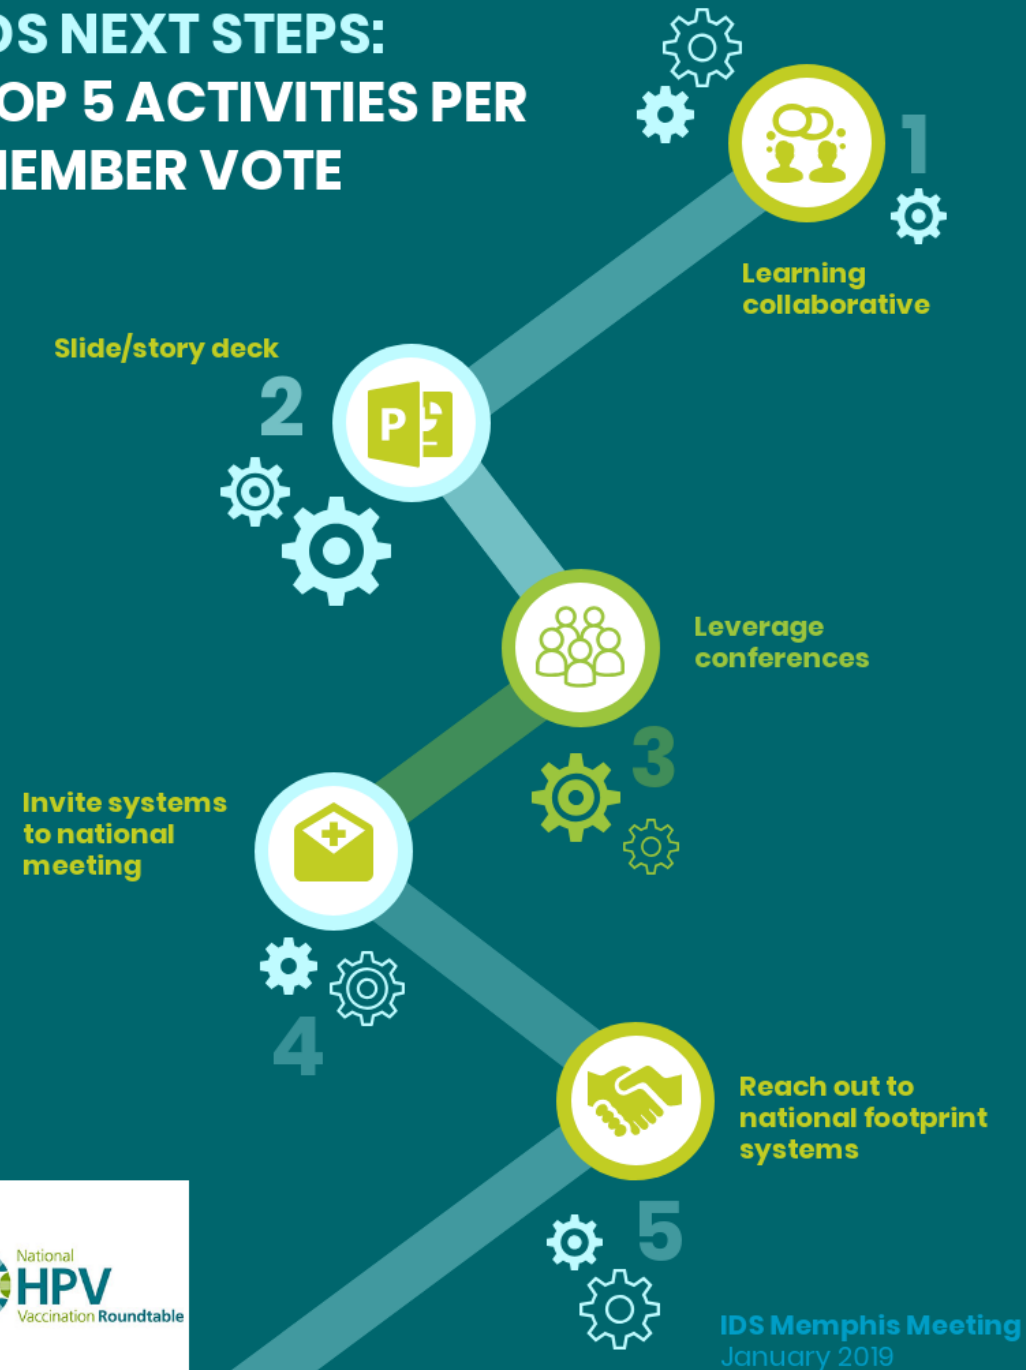 DS NEXT STEPS:
OP 5 ACTIVITIES PER
EMBER VOTE
1
Learning
collaborative
Slide/story deck
2
P
Leverage
conferences
3
Invite systems
to national
meeting
4
Reach out to
national footprint
systems
5
National
HPV
Vaccination Roundtable
IDS Memphis Meeting
January 2019